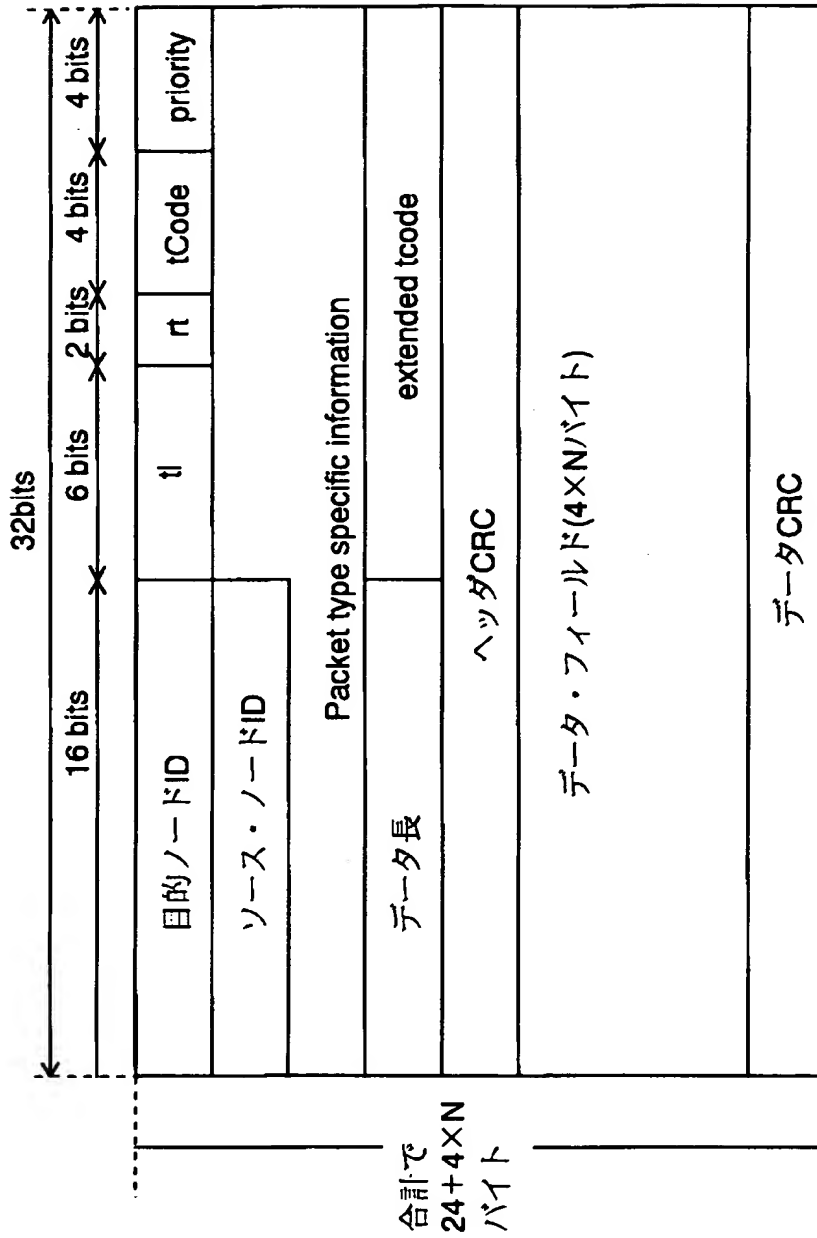 32bits
16 bits
6 bits
2 bits
4 bits
4 bits
目的ノードID
tl
rt
tCode
priority
ソース・ノードID
Packet type specific information
データ長
extended tcode
ヘッダCRC
データ・フィールド(4×Nバイト)
データCRC
合計で
24+4×N
バイト